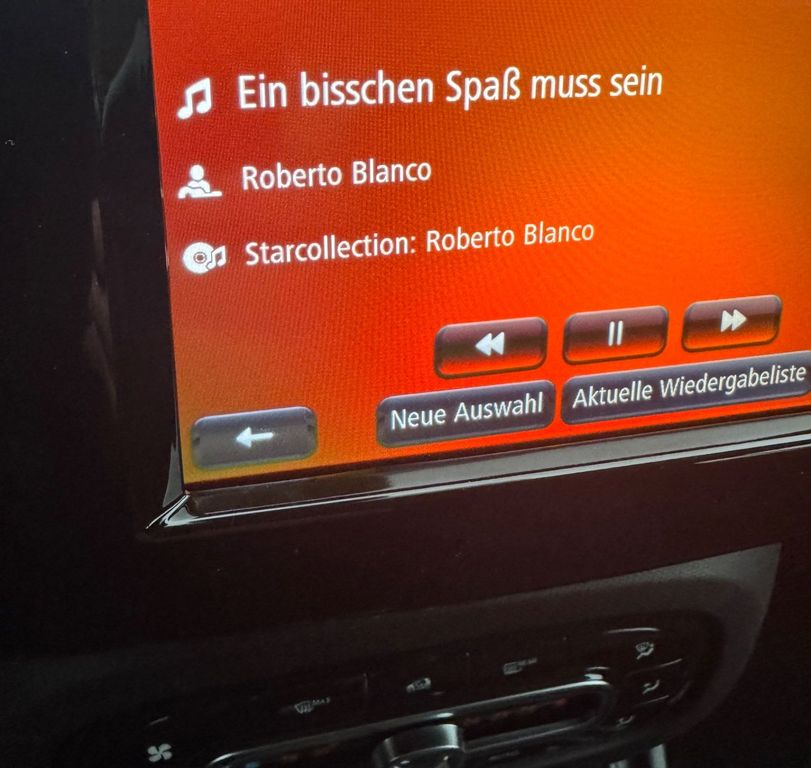 Ein bisschen Spaß muss sein
Roberto Blanco
Starcollection: Roberto Blanco
Neue Auswahl
Aktuelle Wiedergabeliste